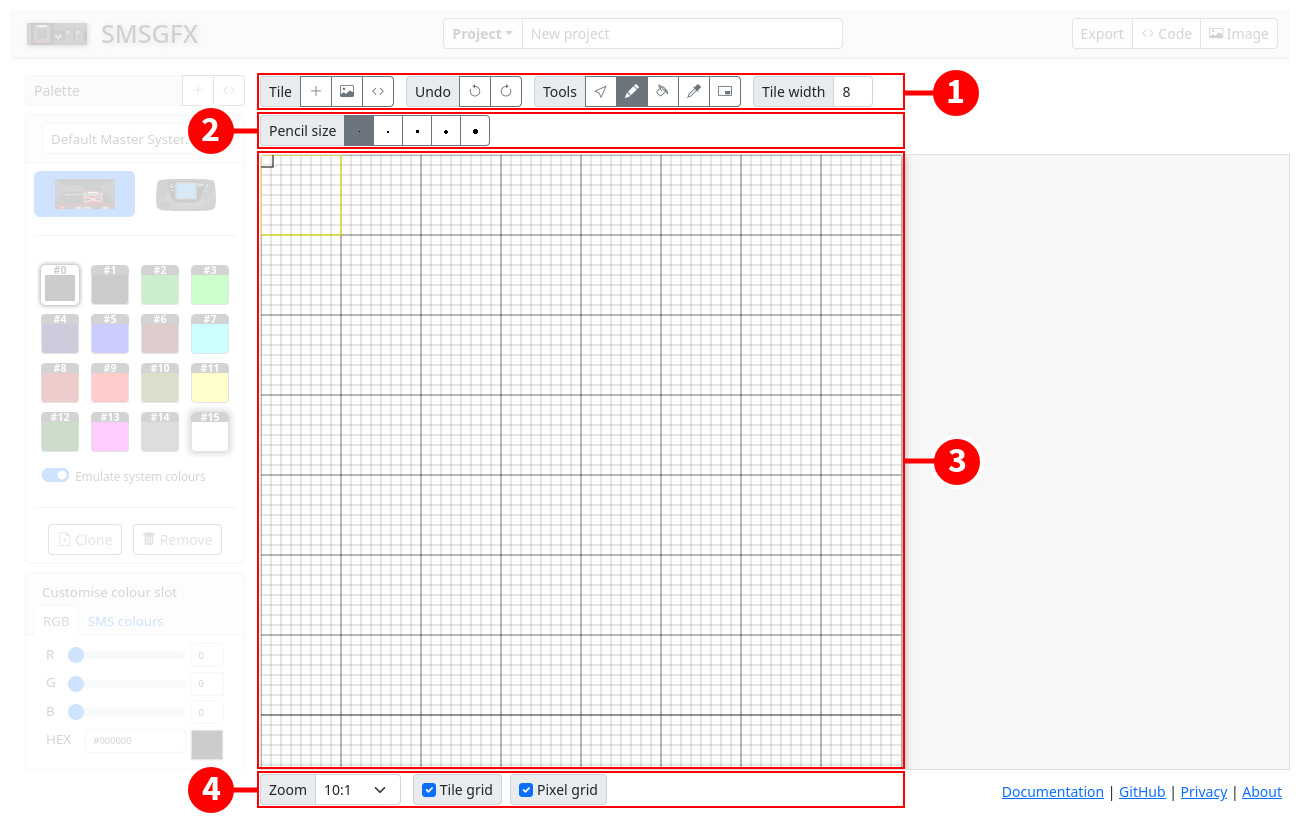 SMSGFX
Project New project
Export Code Image
Palette
Tile Undo Tools Tile width 8
1
2
Pencil size
Default Master System
#0 #1 #2 #3
#4 #5 #6 #7
#8 #9 #10 #11
#12 #13 #14 #15
3
Emulate system colours
Clone Remove
Customise colour slot
RGB SMS colours
R 0
G 0
B 0
HEX #000000
4
Zoom 10:1 Tile grid Pixel grid
Documentation | GitHub | Privacy | About